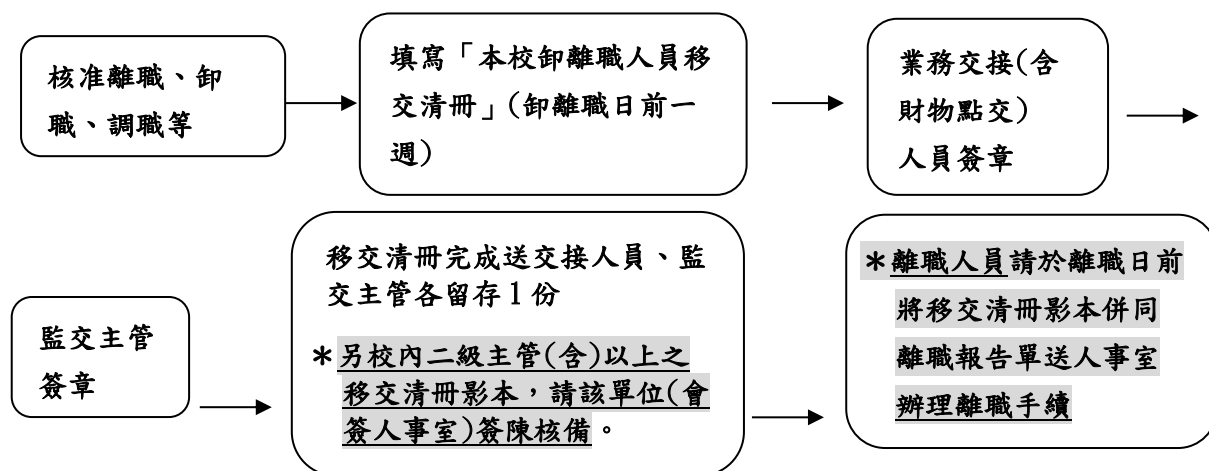 核准離職、卸
職、調職等
填寫「本校卸離職人員移
交清冊」(卸離職日前一
週)
業務交接(含
財物點交)
人員簽章
監交主管
簽章
移交清冊完成送交接人員、監
交主管各留存1份
＊另校內二級主管(含)以上之
移交清冊影本，請該單位(會
簽人事室)簽陳核備。
＊離職人員請於離職日前
將移交清冊影本併同
離職報告單送人事室
辦理離職手續